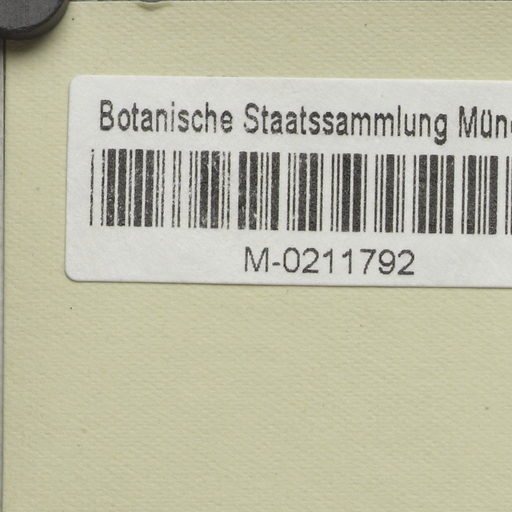 Botanische Staatssammlung Mün
M-0211792